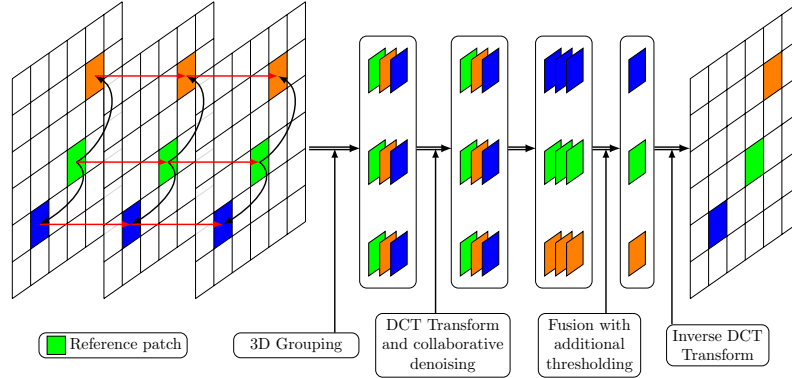 Reference patch
3D Grouping
DCT Transform
and collaborative
denoising
Fusion with
additional
thresholding
Inverse DCT
Transform